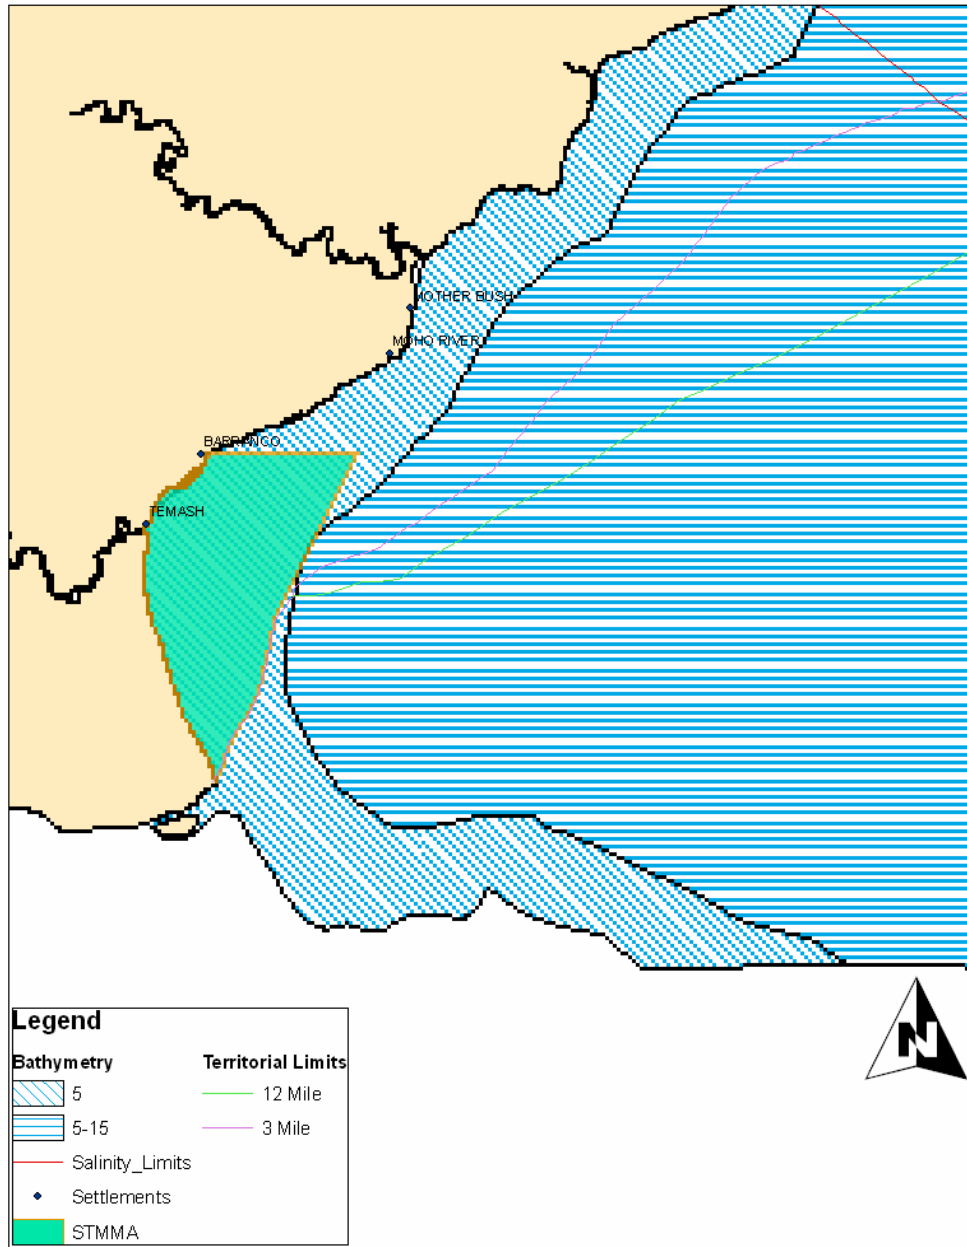 MOTHER BUSH
MOHO RIVER
BARRANCO
TEMASH
N
Legend
Bathymetry
Territorial Limits
5
12 Mile
5-15
3 Mile
Salinity_Limits
Settlements
STMMA